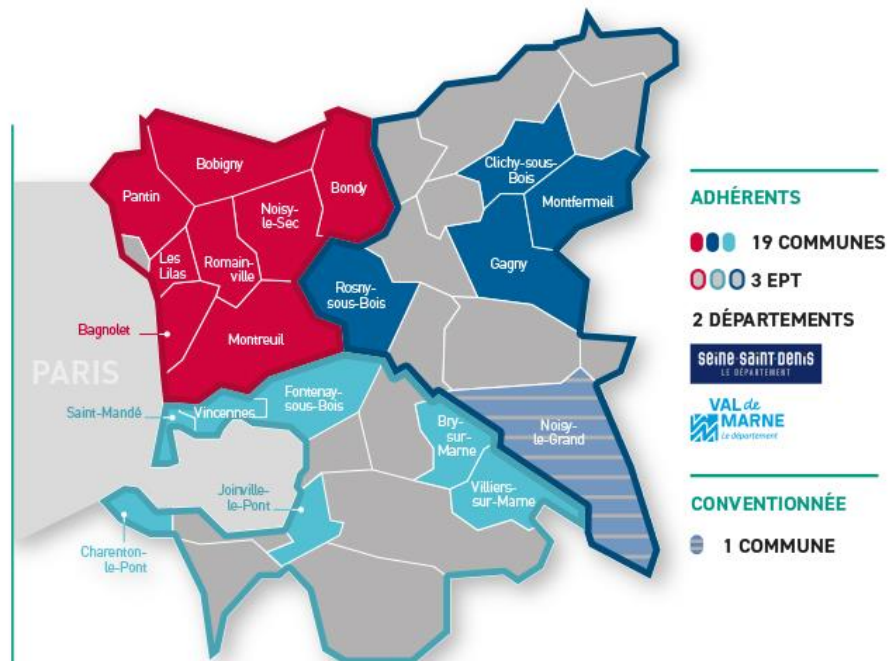 Bobigny
Bondy
Pantin
Noisy-
le-Sec
Les
Lilas
Romain-
ville
Bagnolet
Montreuil
PARIS
Clichy-sous-
Bois
Montfermeil
Gagny
Rosny-
sous-Bois
Saint-Mandé
Vincennes
Fontenay-
sous-Bois
Bry-
sur-
Marne
Noisy-
le-Grand
Joinville-
le-Pont
Villiers-
sur-Marne
Charenton-
le-Pont
ADHÉRENTS
19 COMMUNES
3 EPT
2 DÉPARTEMENTS
seine-saint-denis
LE DÉPARTEMENT
VAL de
MARNE
Le département
CONVENTIONNÉE
1 COMMUNE